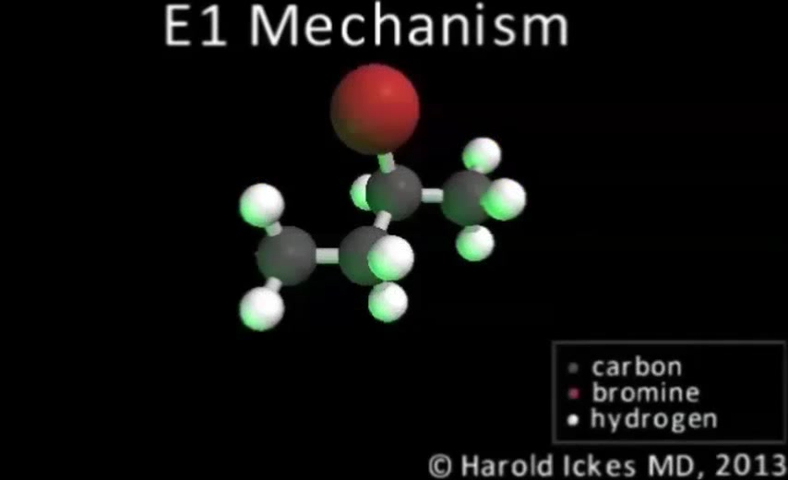 E1 Mechanism
carbon
bromine
hydrogen
© Harold Ickes MD, 2013